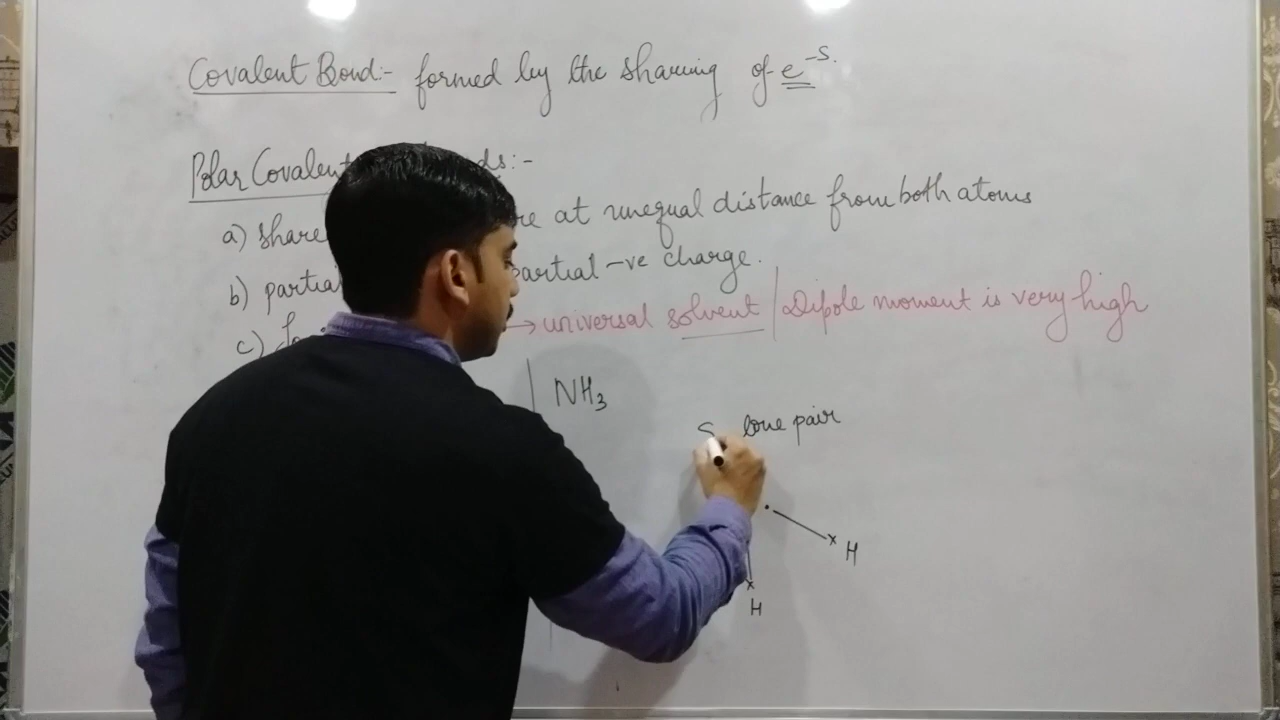 Covalent Bond:- formed by the sharing of e⁻s.
Polar Covalent ds:-
a) share re at unequal distance from both atoms
b) partial partial -ve charge.
c) → universal solvent | Dipole moment is very high
NH₃
lone pair
H
H